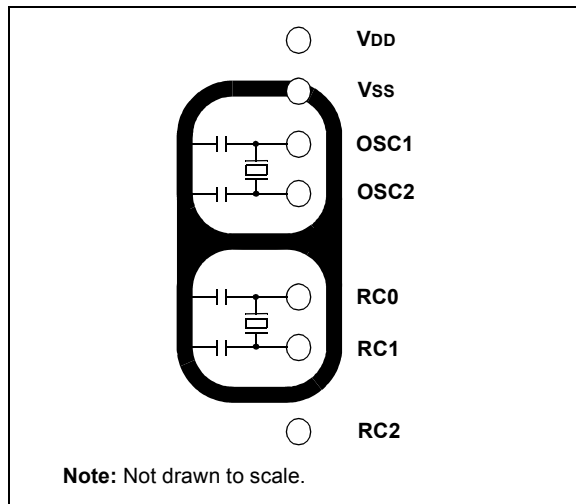 VDD
VSS
OSC1
OSC2
RC0
RC1
RC2
Note: Not drawn to scale.